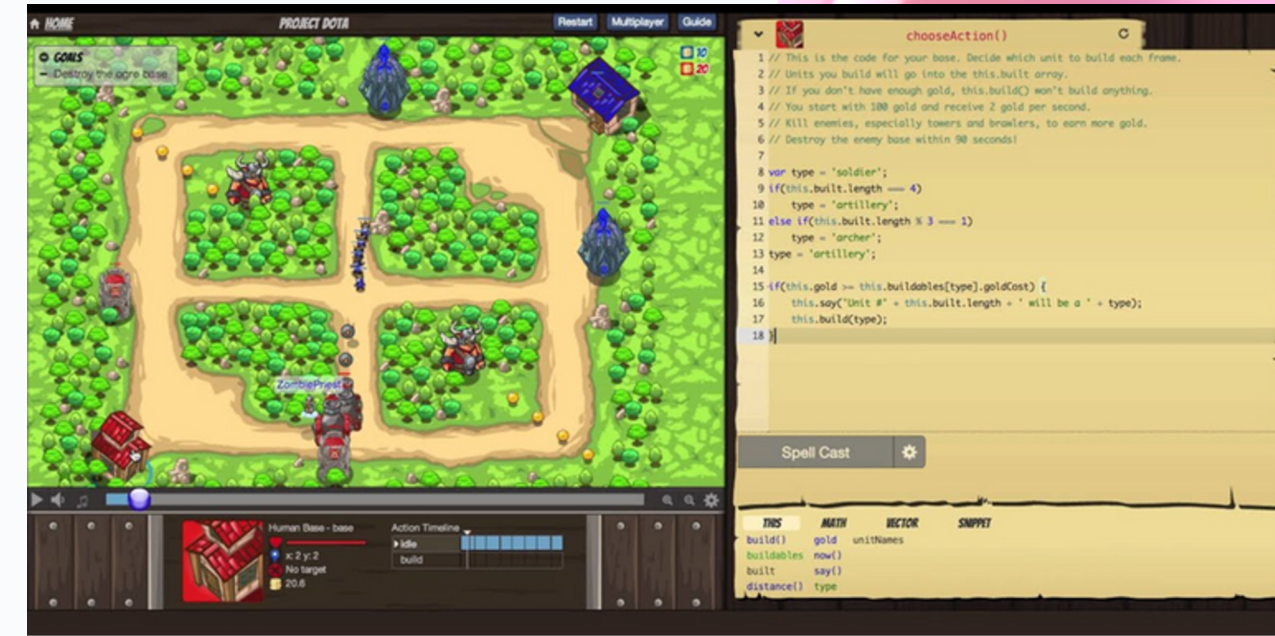 HOME
PROJECT DOTA
Restart
Multiplayer
Guide
GOALS
– Destroy the ogre base
10
20
ZombiePriest
Human Base - base
x: 2 y: 2
No target
20.6
Action Timeline
idle
build
chooseAction()
1 // This is the code for your base. Decide which unit to build each frame.
2 // Units you build will go into the this.built array.
3 // If you don't have enough gold, this.build() won't build anything.
4 // You start with 100 gold and receive 2 gold per second.
5 // Kill enemies, especially towers and brawlers, to earn more gold.
6 // Destroy the enemy base within 90 seconds!
7
8 var type = 'soldier';
9 if(this.built.length === 4)
10 type = 'artillery';
11 else if(this.built.length % 3 === 1)
12 type = 'archer';
13 type = 'artillery';
14
15 if(this.gold >= this.buildables[type].goldCost) {
16 this.say('Unit #' + this.built.length + ' will be a ' + type);
17 this.build(type);
18 }
Spell Cast
THIS MATH VECTOR SNIPPET
build() gold unitNames
buildables now()
built say()
distance() type